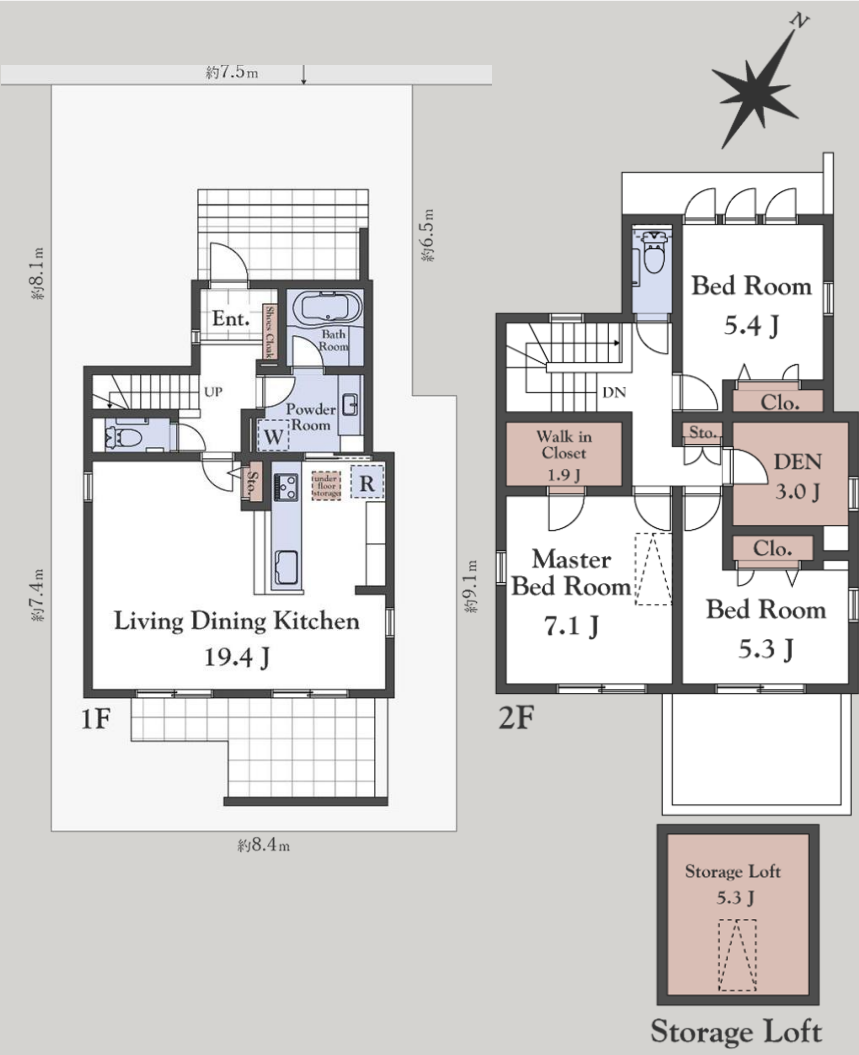 N
約7.5m
約8.1m
約6.5m
Ent.
Shoes Cloak
Bath
Room
UP
Powder
Room
W
Sto.
under
floor
storage
R
Living Dining Kitchen
19.4 J
約7.4m
約9.1m
1F
約8.4m
Bed Room
5.4 J
DN
Clo.
Walk in
Closet
1.9 J
Sto.
DEN
3.0 J
Clo.
Master
Bed Room
7.1 J
Bed Room
5.3 J
2F
Storage Loft
5.3 J
Storage Loft